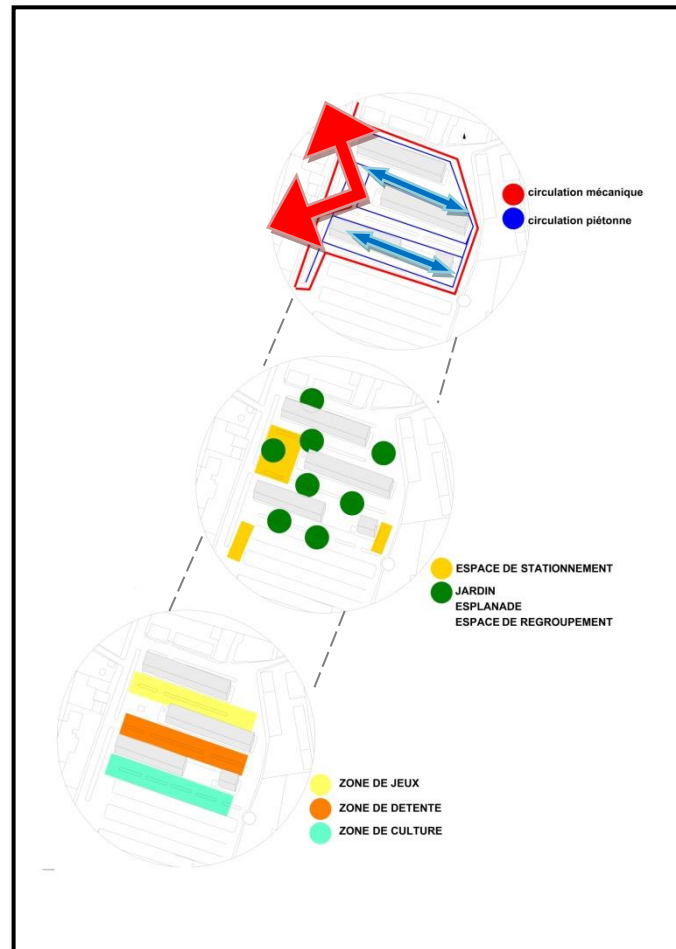 circulation mécanique
circulation piétonne
ESPACE DE STATIONNEMENT
JARDIN
ESPLANADE
ESPACE DE REGROUPEMENT
ZONE DE JEUX
ZONE DE DETENTE
ZONE DE CULTURE